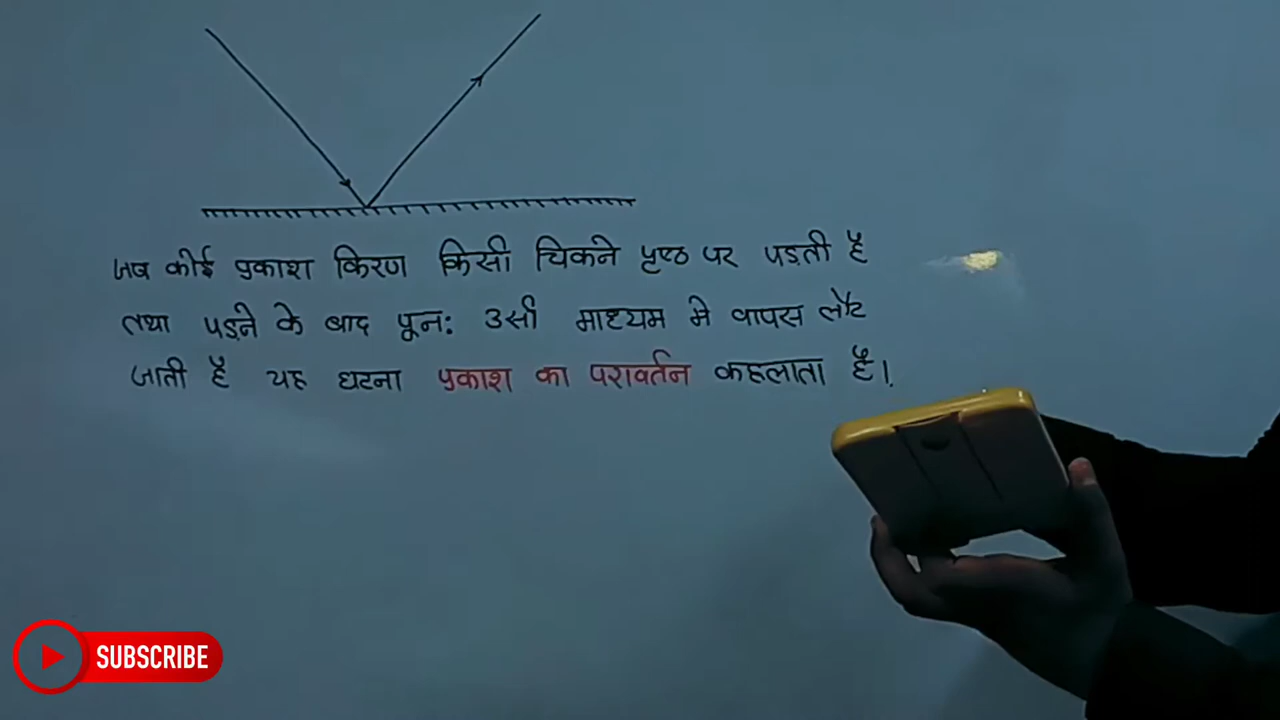 जब कोई प्रकाश किरण किसी चिकने पृष्ठ पर पड़ती है
तथा पड़ने के बाद पून: उसी माध्यम मे वापस लौट
जाती है यह घटना प्रकाश का परावर्तन कहलाता है।
SUBSCRIBE